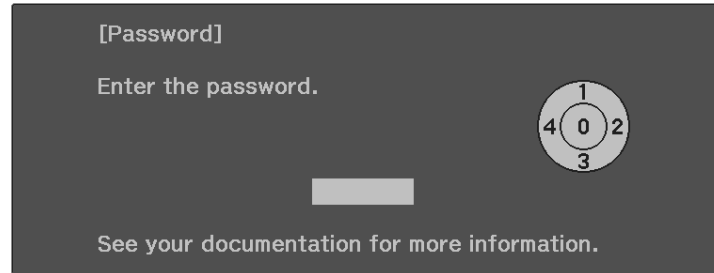 [Password]
Enter the password.
1
4 0 2
3
See your documentation for more information.